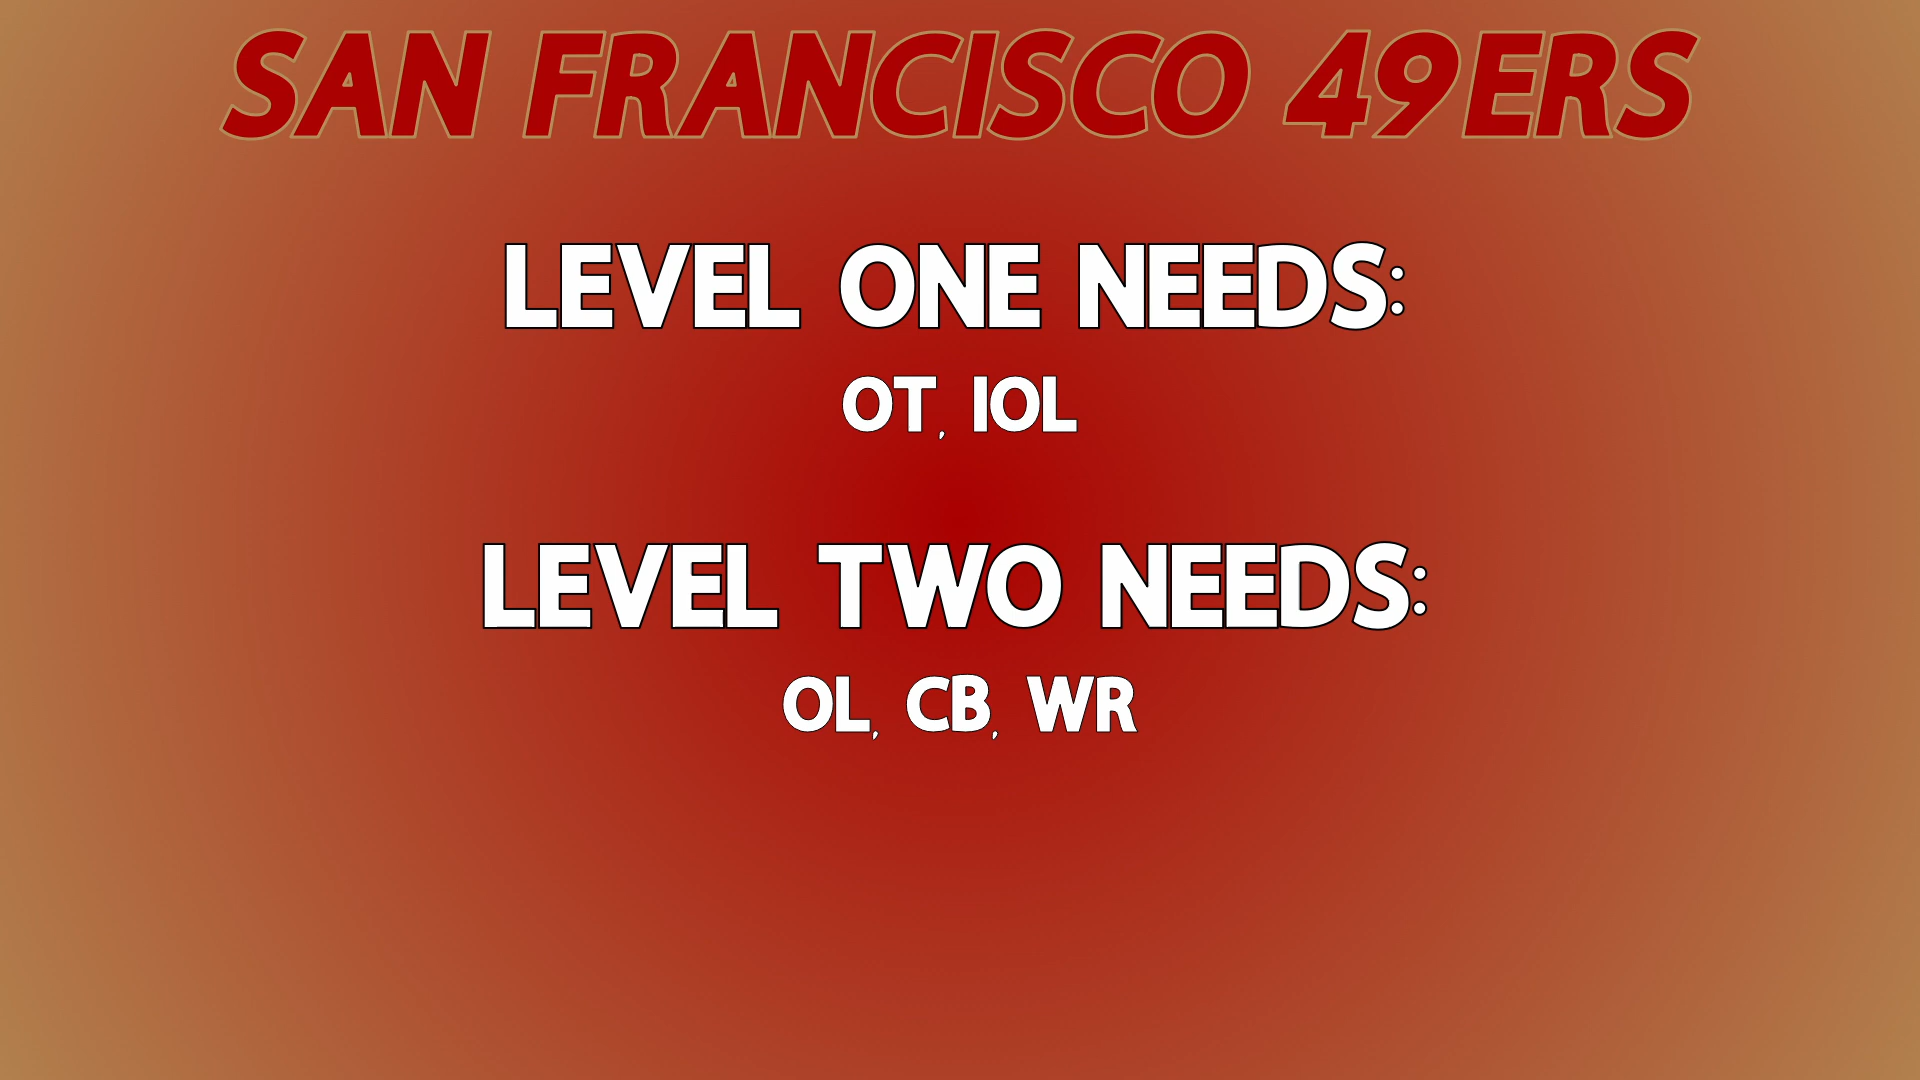 SAN FRANCISCO 49ERS
LEVEL ONE NEEDS:
OT, IOL
LEVEL TWO NEEDS:
OL, CB, WR